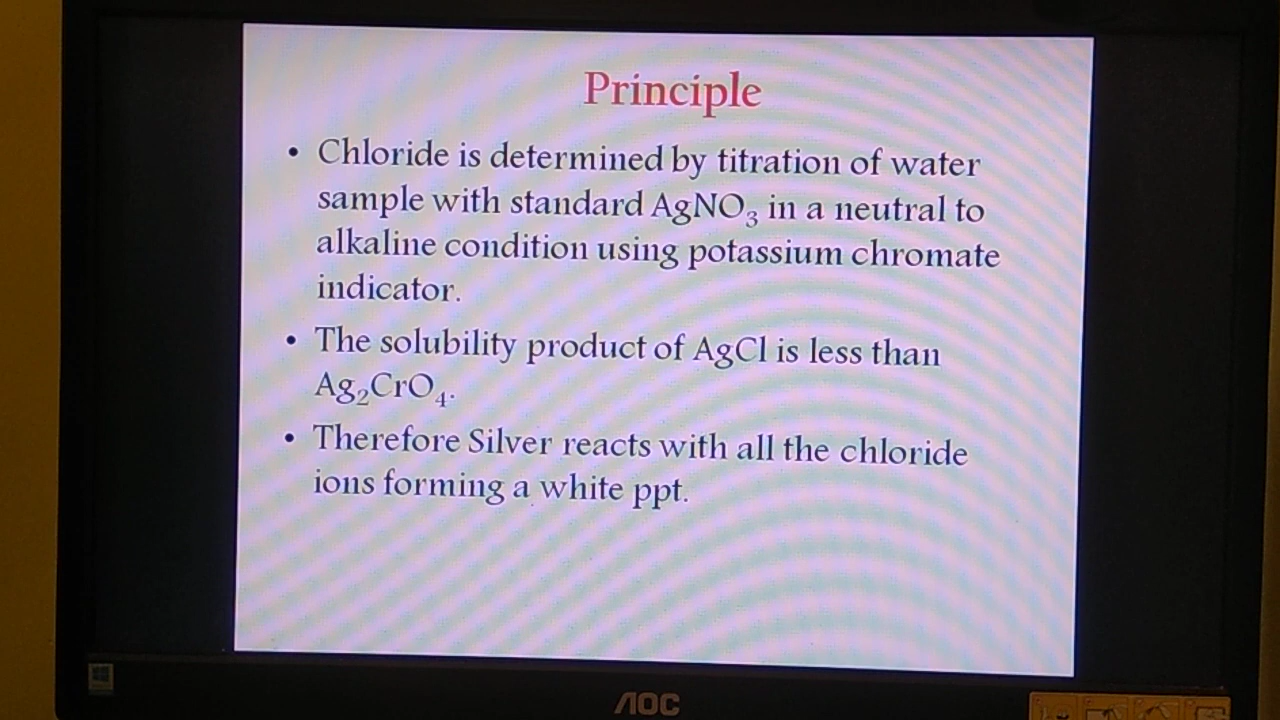 Principle
• Chloride is determined by titration of water
sample with standard AgNO₃ in a neutral to
alkaline condition using potassium chromate
indicator.
• The solubility product of AgCl is less than
Ag₂CrO₄.
• Therefore Silver reacts with all the chloride
ions forming a white ppt.
AOC